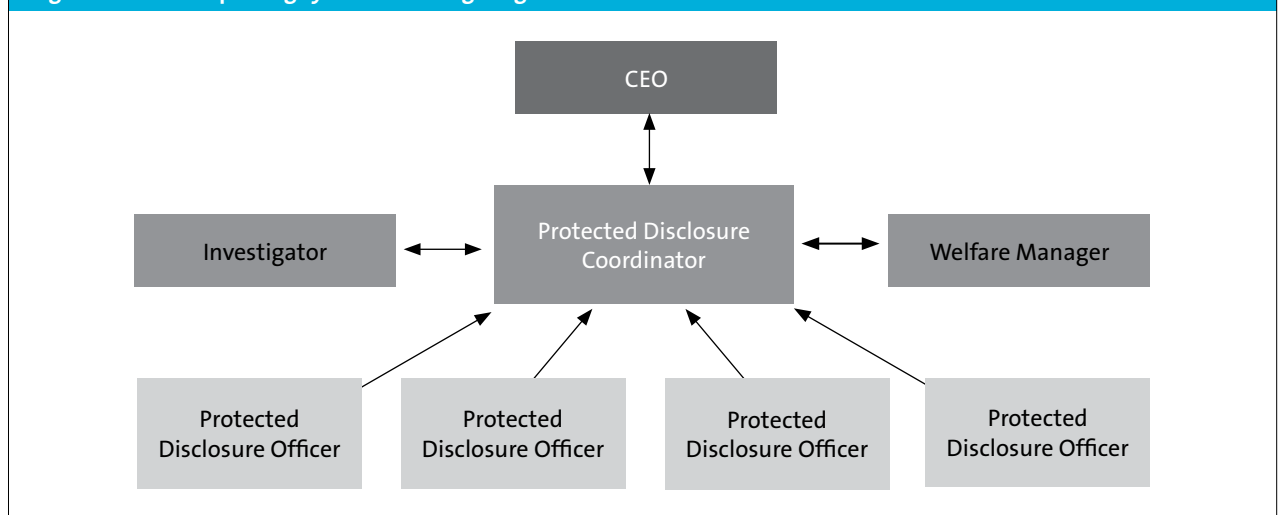 CEO
Protected Disclosure
Coordinator
Investigator
Welfare Manager
Protected
Disclosure Officer
Protected
Disclosure Officer
Protected
Disclosure Officer
Protected
Disclosure Officer